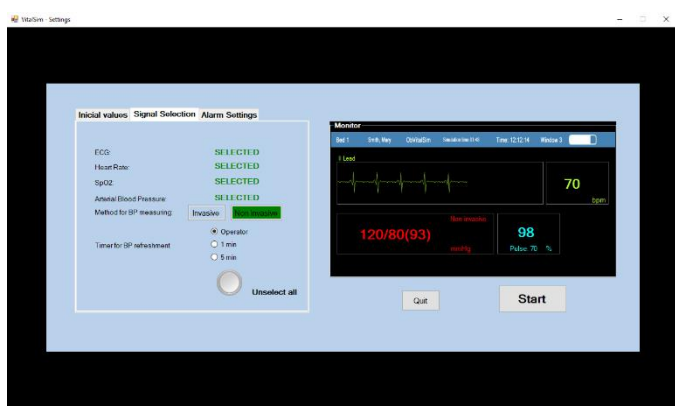 VitalSim - Settings
Inicial values Signal Selection Alarm Settings
ECG: SELECTED
Heart Rate: SELECTED
SpO2: SELECTED
Arterial Blood Pressure: SELECTED
Method for BP measuring: Invasive Non Invasive
Operator
Timer for BP refreshment 1 min
5 min
Unselect all
Monitor
Bed 1 Smith, Mary Time: 12:12:14 Window 3
I Lead
70
bpm
Non invasive
120/80(93)
mmHg
98
Pulse: 70 %
Quit
Start